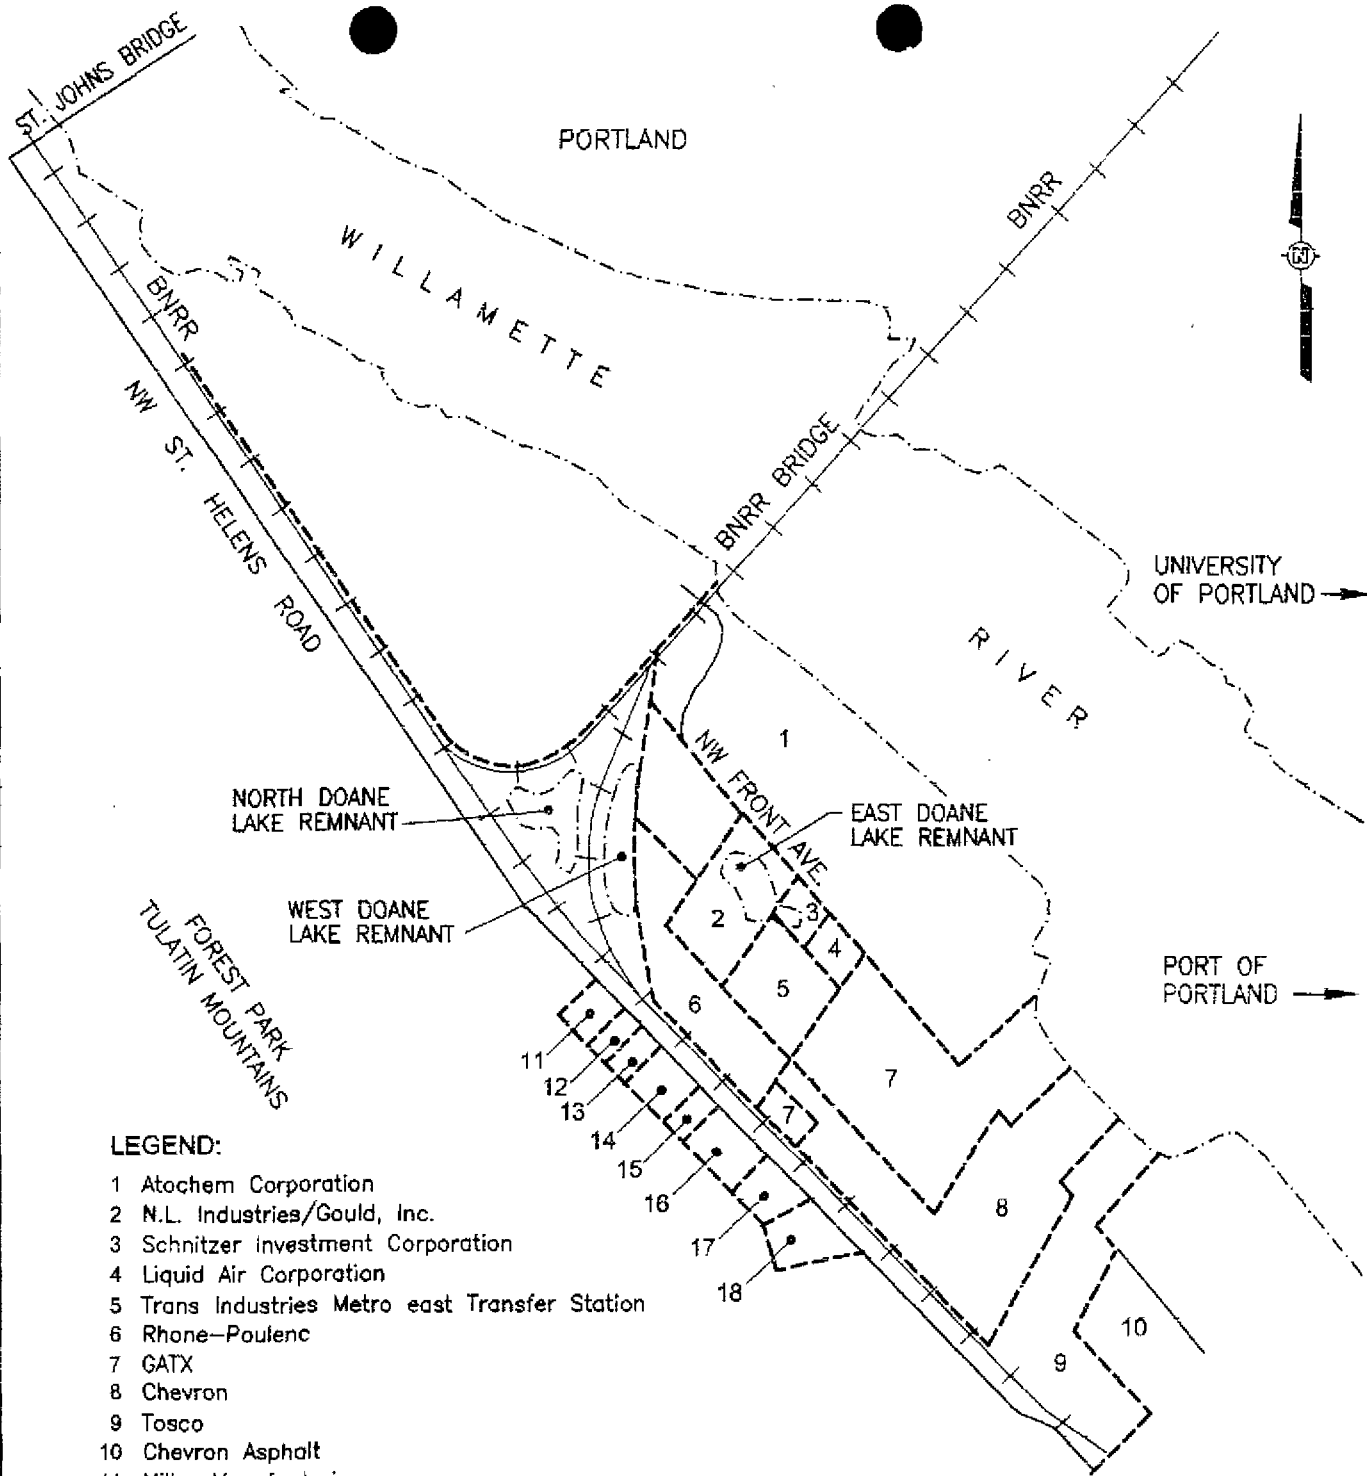 ST. JOHNS BRIDGE
PORTLAND
BNRR
N
WILLAMETTE
BNRR
NW ST. HELENS ROAD
BNRR BRIDGE
UNIVERSITY
OF PORTLAND
RIVER
1
NW FRONT AVE.
NORTH DOANE
LAKE REMNANT
EAST DOANE
LAKE REMNANT
WEST DOANE
LAKE REMNANT
2
3
4
FOREST PARK
TULATIN MOUNTAINS
PORT OF
PORTLAND
5
6
7
7
11
12
13
14
15
16
17
18
8
9
10
LEGEND:
1 Atochem Corporation
2 N.L. Industries/Gould, Inc.
3 Schnitzer Investment Corporation
4 Liquid Air Corporation
5 Trans Industries Metro east Transfer Station
6 Rhone-Poulenc
7 GATX
8 Chevron
9 Tosco
10 Chevron Asphalt